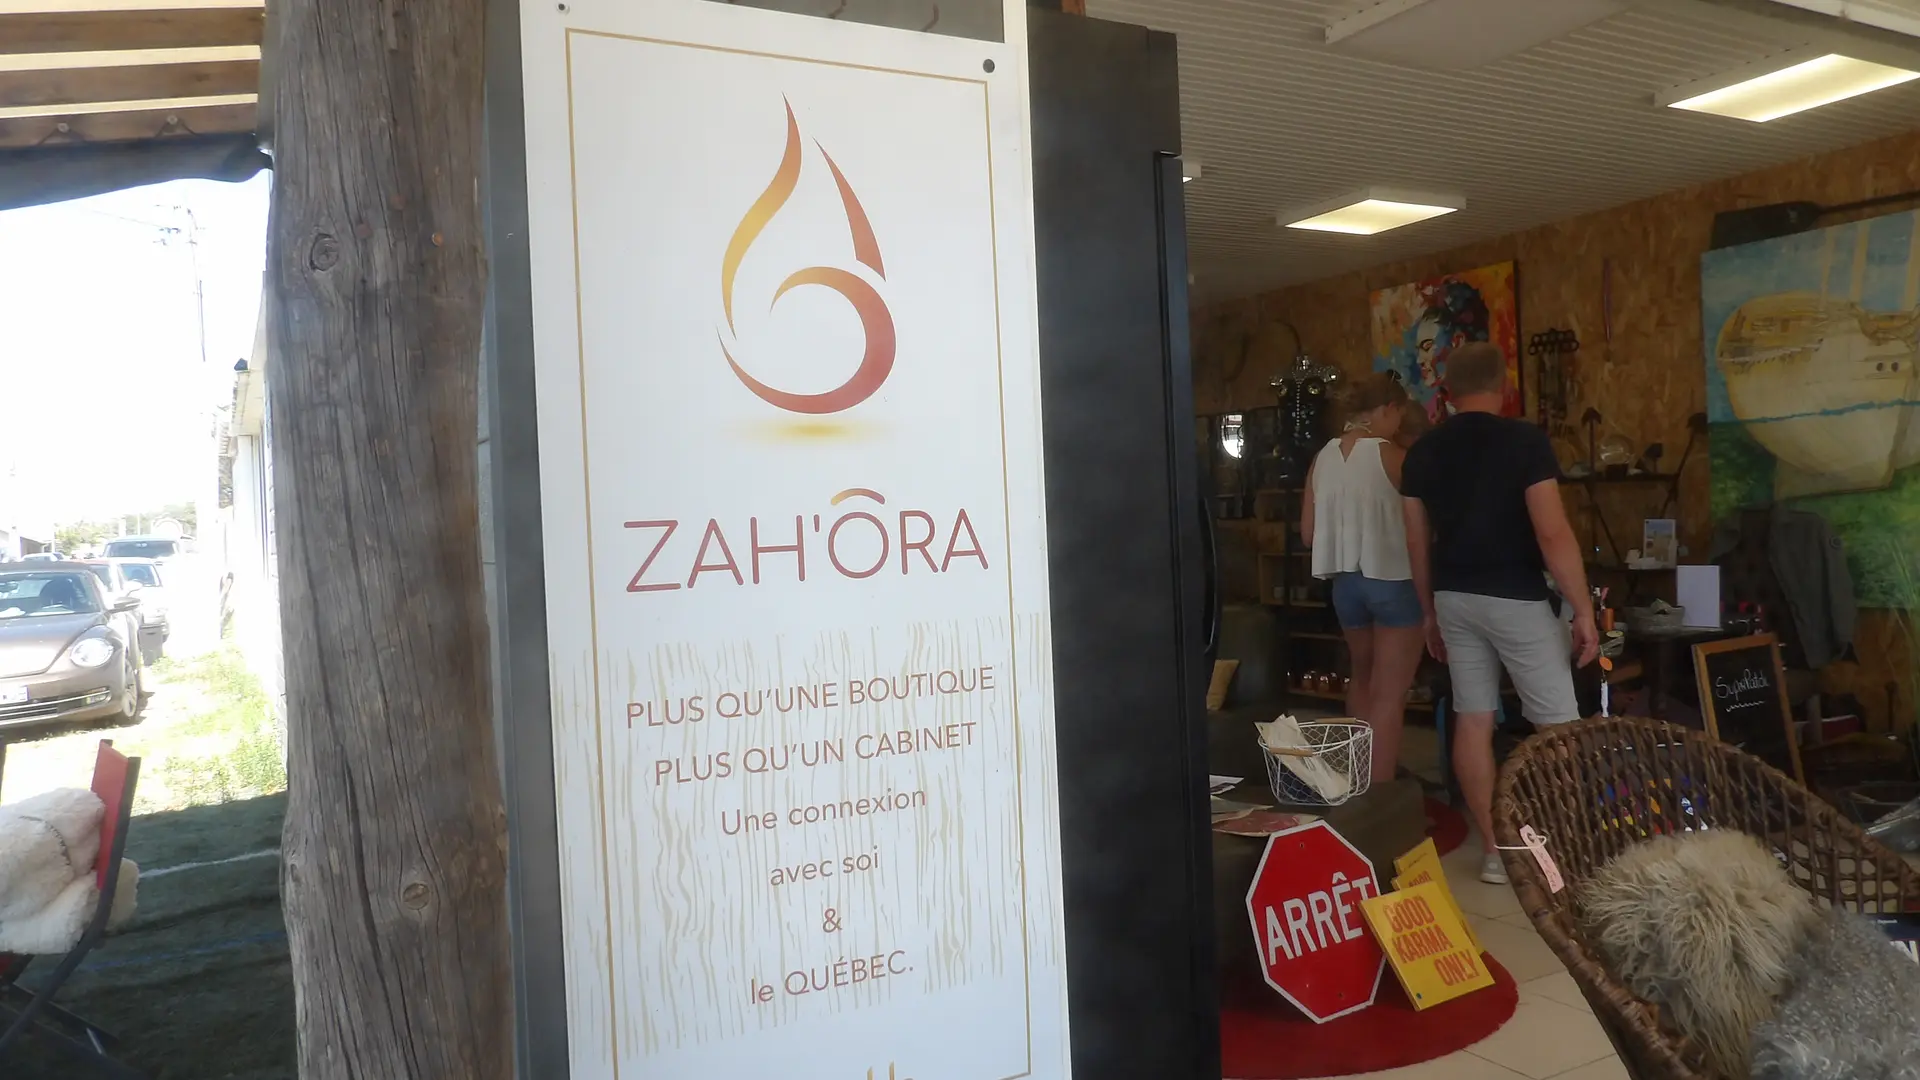 ZAH'ÔRA
PLUS QU'UNE BOUTIQUE
PLUS QU'UN CABINET
Une connexion
avec soi
&
le QUÉBEC.
ARRÊT
GOOD
KARMA
ONLY